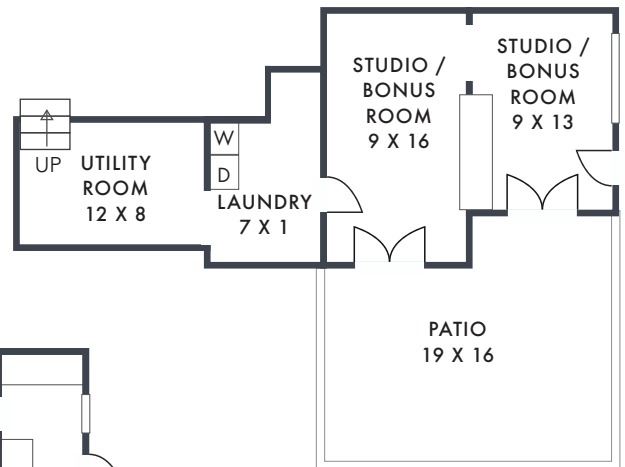 STUDIO /
BONUS
ROOM
9 X 16
STUDIO /
BONUS
ROOM
9 X 13
UP
UTILITY
ROOM
12 X 8
W
D
LAUNDRY
7 X 1
PATIO
19 X 16